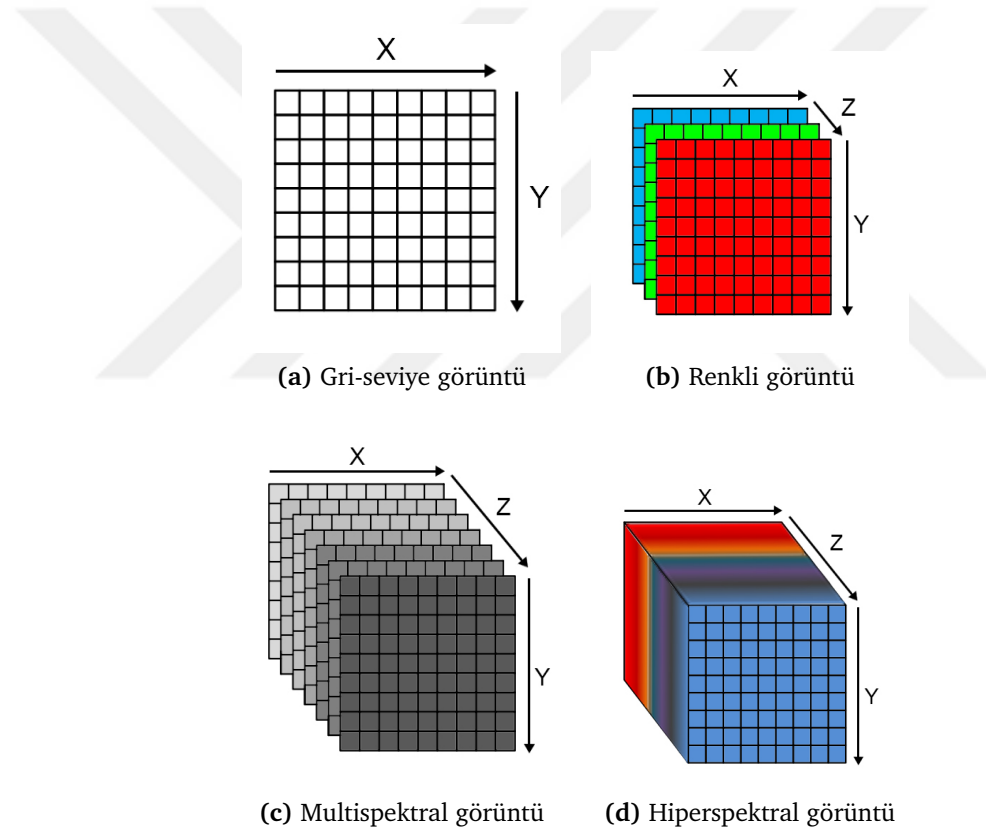 X
Y
(a) Gri-seviye görüntü
X
Z
Y
(b) Renkli görüntü
X
Z
Y
(c) Multispektral görüntü
X
Z
Y
(d) Hiperspektral görüntü